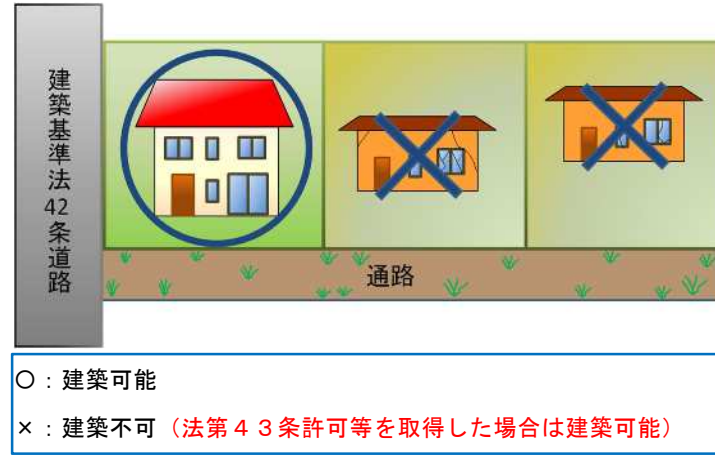 建築基準法42条道路
通路
○：建築可能
×：建築不可（法第４３条許可等を取得した場合は建築可能）